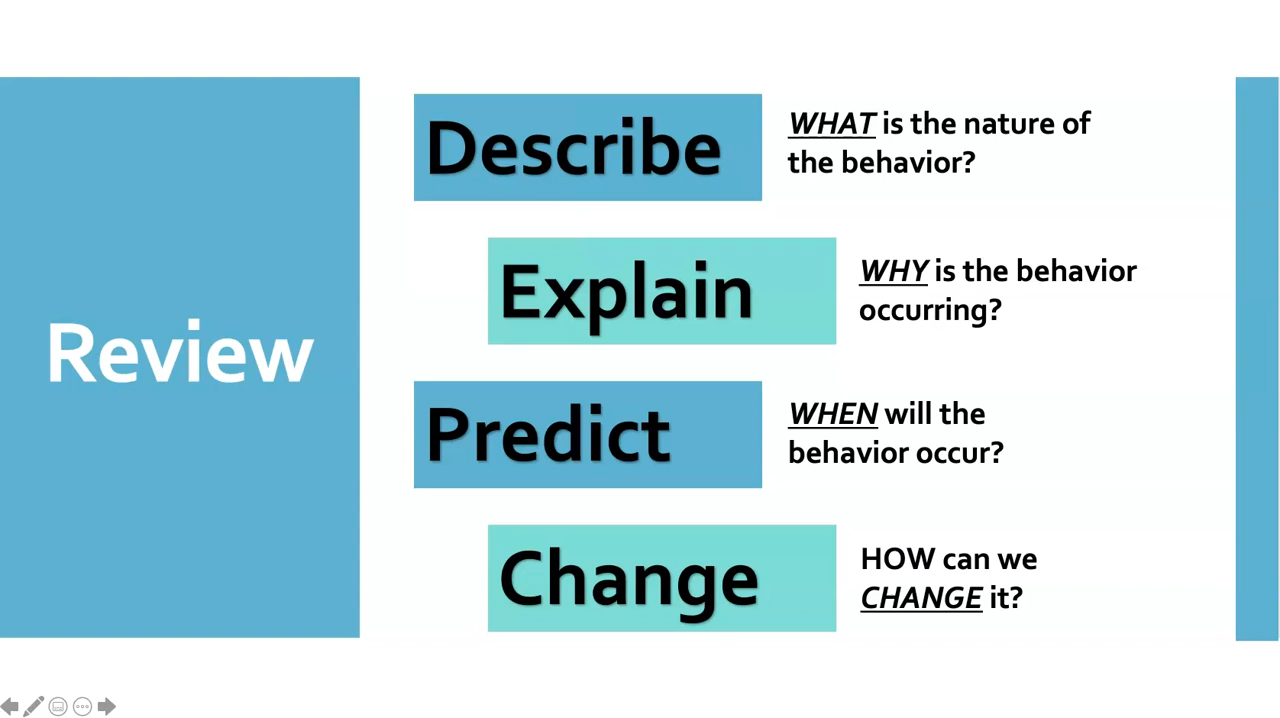 Review
Describe
WHAT is the nature of
the behavior?
Explain
WHY is the behavior
occurring?
Predict
WHEN will the
behavior occur?
Change
HOW can we
CHANGE it?